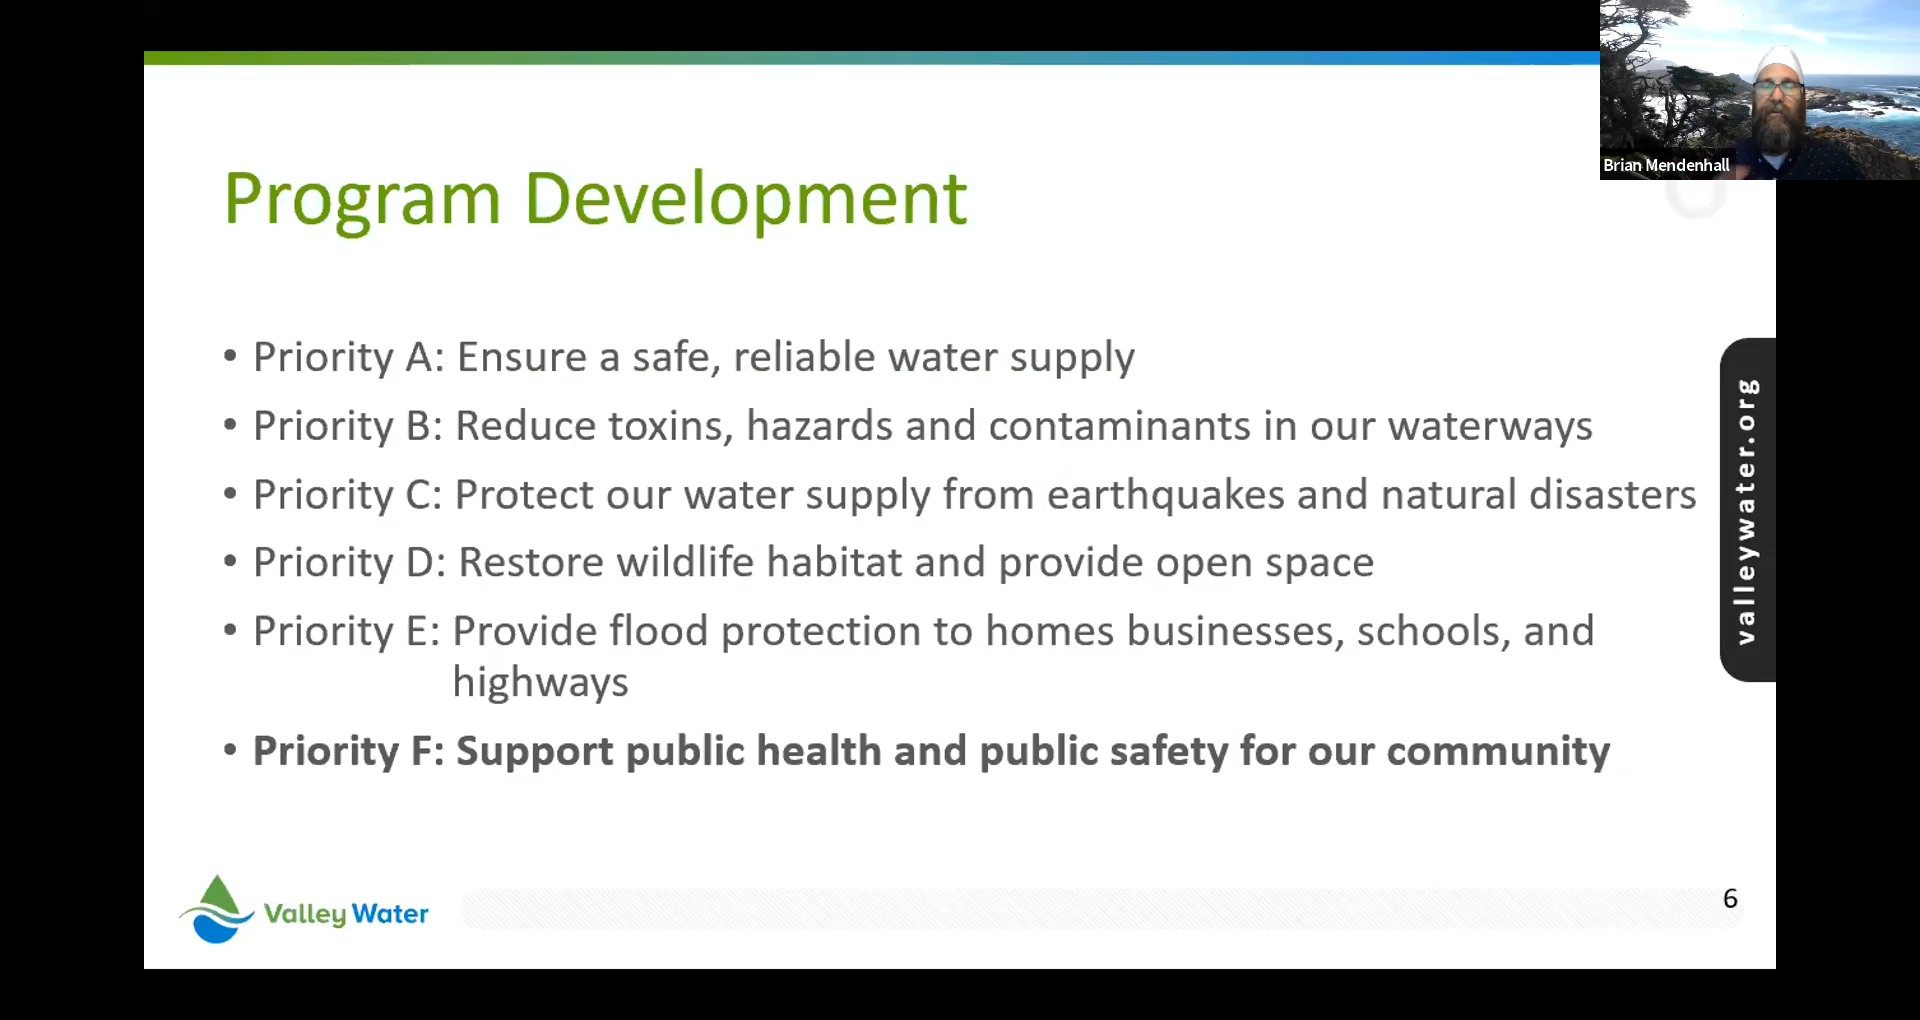 Brian Mendenhall
Program Development
• Priority A: Ensure a safe, reliable water supply
• Priority B: Reduce toxins, hazards and contaminants in our waterways
• Priority C: Protect our water supply from earthquakes and natural disasters
• Priority D: Restore wildlife habitat and provide open space
• Priority E: Provide flood protection to homes businesses, schools, and
highways
• Priority F: Support public health and public safety for our community
valleywater.org
Valley Water
6